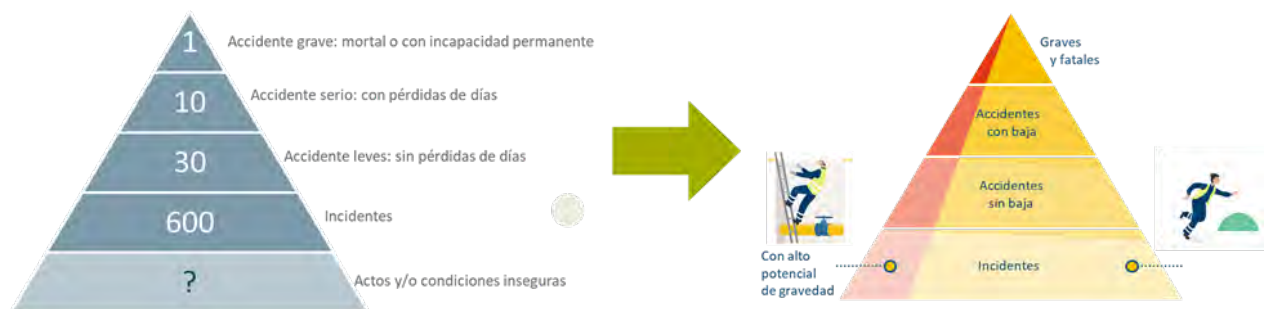 1
Accidente grave: mortal o con incapacidad permanente
10
Accidente serio: con pérdidas de días
30
Accidente leves: sin pérdidas de días
600
Incidentes
?
Actos y/o condiciones inseguras
Graves
y fatales
Accidentes
con baja
Accidentes
sin baja
Con alto
potencial
de gravedad
Incidentes